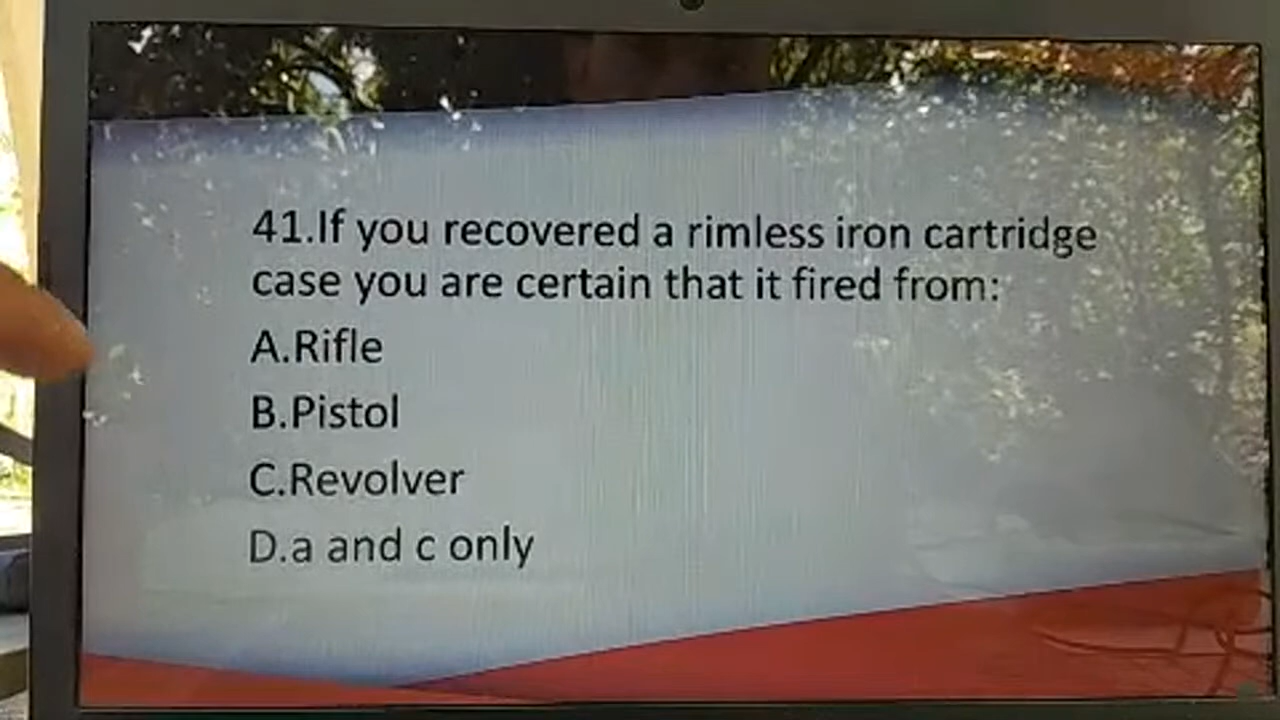 41.If you recovered a rimless iron cartridge
case you are certain that it fired from:
A.Rifle
B.Pistol
C.Revolver
D.a and c only